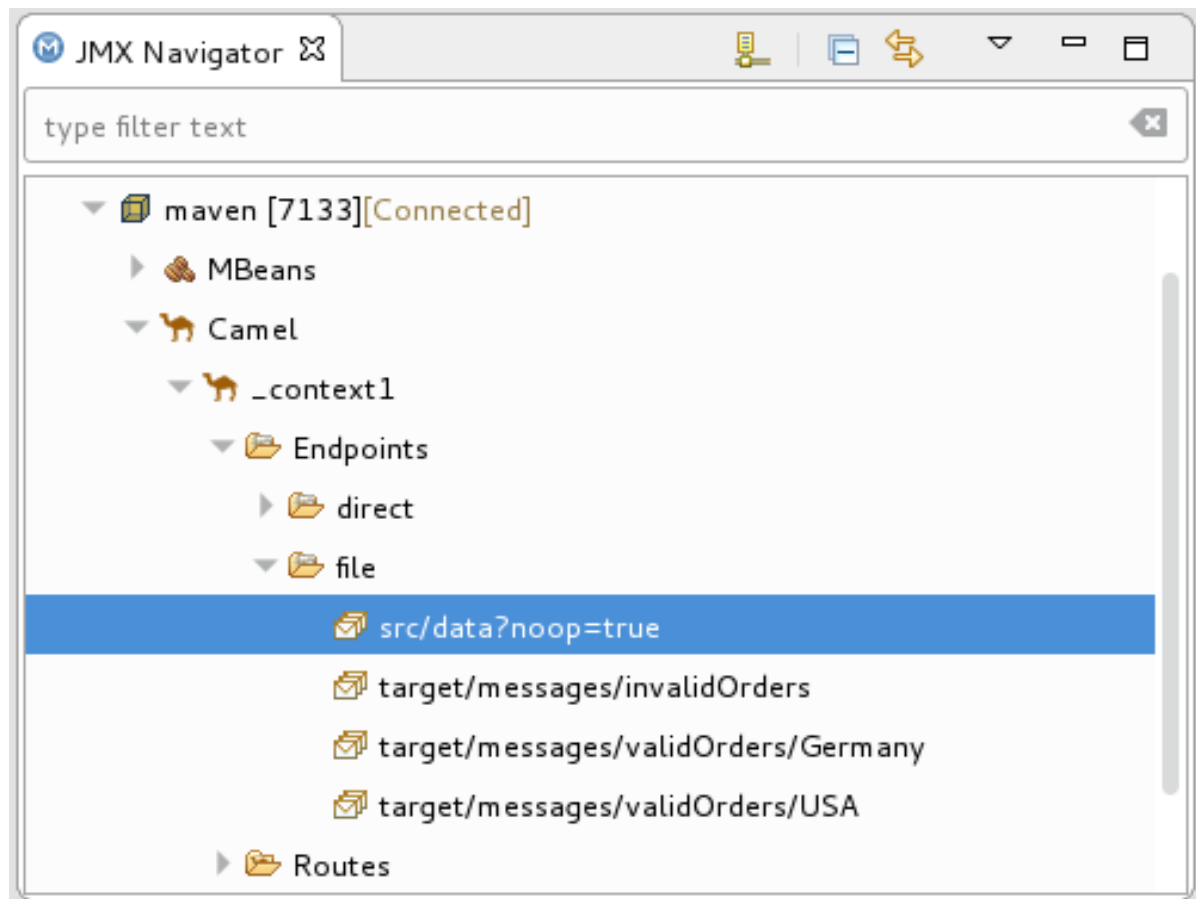 JMX Navigator
type filter text
maven [7133][Connected]
MBeans
Camel
_context1
Endpoints
direct
file
src/data?noop=true
target/messages/invalidOrders
target/messages/validOrders/Germany
target/messages/validOrders/USA
Routes